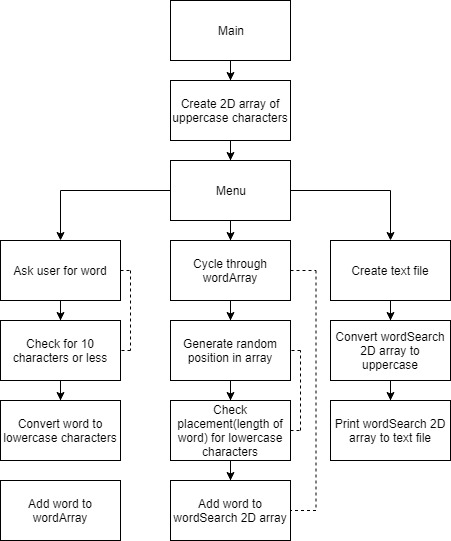 Main
Create 2D array of
uppercase characters
Menu
Ask user for word
Check for 10
characters or less
Convert word to
lowercase characters
Add word to
wordArray
Cycle through
wordArray
Generate random
position in array
Check
placement(length of
word) for lowercase
characters
Add word to
wordSearch 2D array
Create text file
Convert wordSearch
2D array to
uppercase
Print wordSearch 2D
array to text file